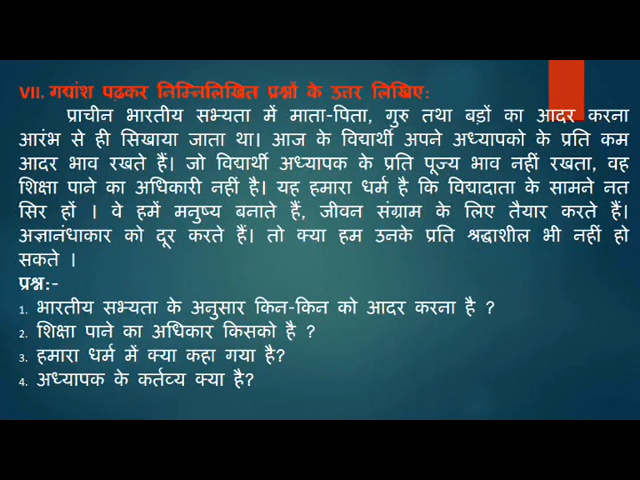 VII. गद्यांश पढ़कर निम्निलिखित प्रश्नों के उत्तर लिखिए:
प्राचीन भारतीय सभ्यता में माता-पिता, गुरु तथा बड़ों का आदर करना
आरंभ से ही सिखाया जाता था। आज के विद्यार्थी अपने अध्यापको के प्रति कम
आदर भाव रखते हैं। जो विद्यार्थी अध्यापक के प्रति पूज्य भाव नहीं रखता, वह
शिक्षा पाने का अधिकारी नहीं है। यह हमारा धर्म है कि विद्यादाता के सामने नत
सिर हों । वे हमें मनुष्य बनाते हैं, जीवन संग्राम के लिए तैयार करते हैं।
अज्ञानंधाकार को दूर करते हैं। तो क्या हम उनके प्रति श्रद्धाशील भी नहीं हो
सकते ।
प्रश्न:-
1. भारतीय सभ्यता के अनुसार किन-किन को आदर करना है ?
2. शिक्षा पाने का अधिकार किसको है ?
3. हमारा धर्म में क्या कहा गया है?
4. अध्यापक के कर्तव्य क्या है?